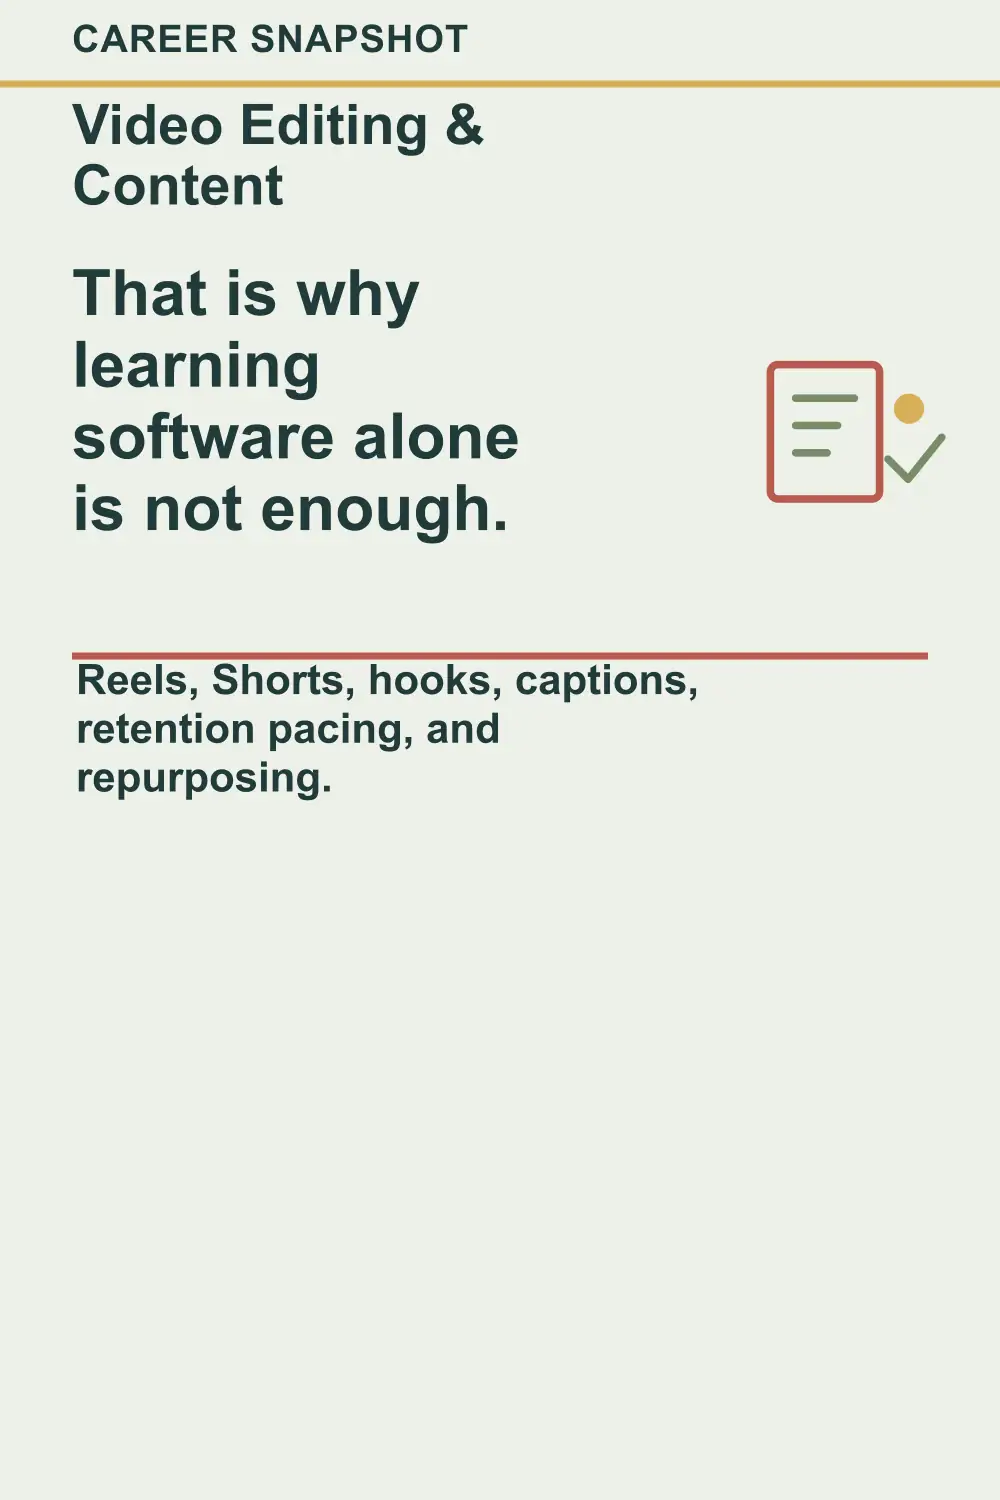 CAREER SNAPSHOT
Video Editing &
Content
That is why
learning
software alone
is not enough.
Reels, Shorts, hooks, captions,
retention pacing, and
repurposing.